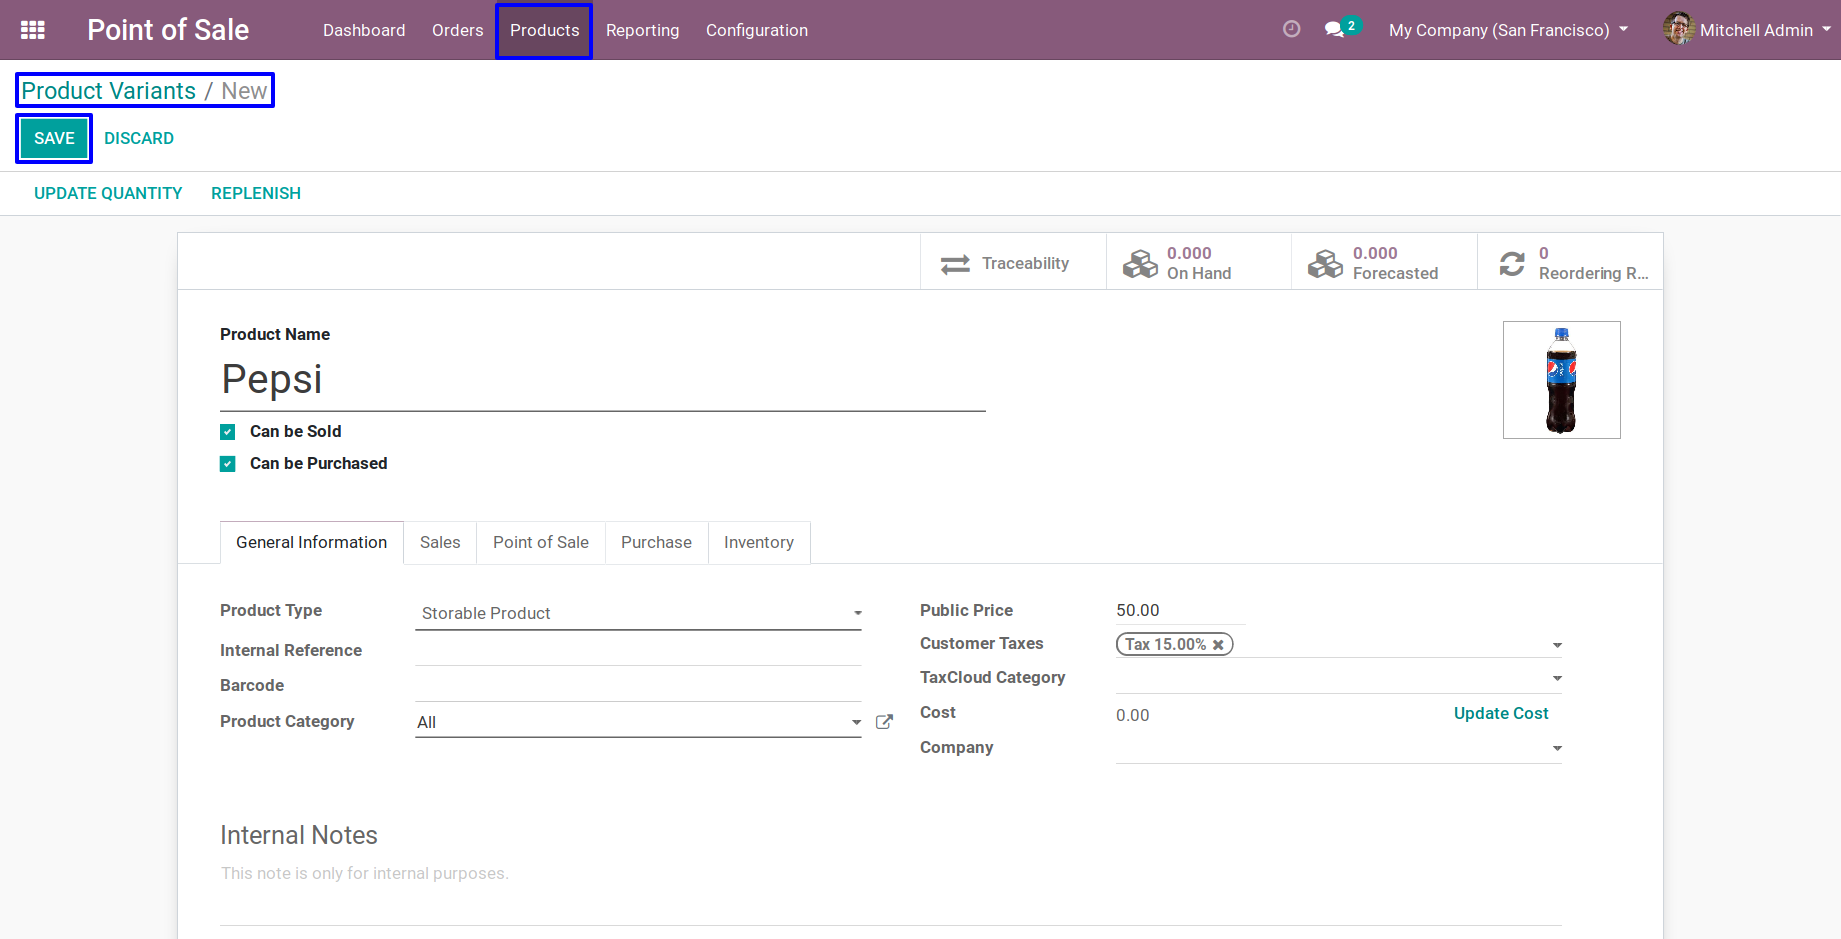 Point of Sale Dashboard Orders Products Reporting Configuration 2 My Company (San Francisco) Mitchell Admin
Product Variants / New
SAVE DISCARD
UPDATE QUANTITY REPLENISH
Traceability
0.000
On Hand
0.000
Forecasted
0
Reordering R...
Product Name
Pepsi
Can be Sold
Can be Purchased
General Information Sales Point of Sale Purchase Inventory
Product Type Storable Product
Internal Reference
Barcode
Product Category All
Public Price 50.00
Customer Taxes Tax 15.00%
TaxCloud Category
Cost 0.00 Update Cost
Company
Internal Notes
This note is only for internal purposes.